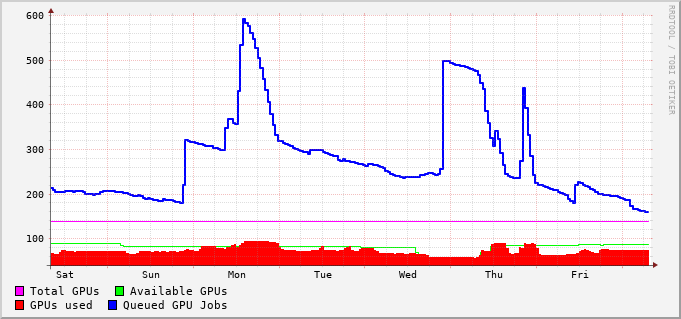 RRDTOOL / TOBI OETIKER
600
500
400
300
200
100
Sat Sun Mon Tue Wed Thu Fri
Total GPUs Available GPUs
GPUs used Queued GPU Jobs